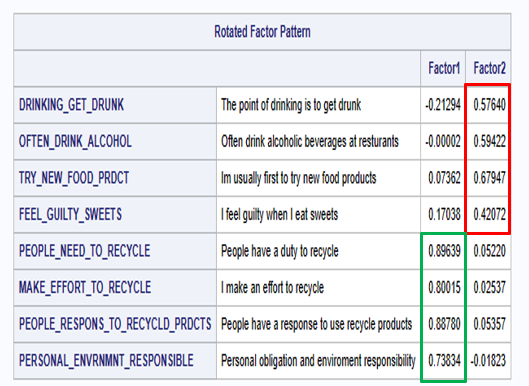 Rotated Factor Pattern
Factor1 Factor2
DRINKING_GET_DRUNK The point of drinking is to get drunk -0.21294 0.57640
OFTEN_DRINK_ALCOHOL Often drink alcoholic beverages at resturants -0.00002 0.59422
TRY_NEW_FOOD_PRDCT Im usually first to try new food products 0.07362 0.67947
FEEL_GUILTY_SWEETS I feel guilty when I eat sweets 0.17038 0.42072
PEOPLE_NEED_TO_RECYCLE People have a duty to recycle 0.89639 0.05220
MAKE_EFFORT_TO_RECYCLE I make an effort to recycle 0.80015 0.02537
PEOPLE_RESPONS_TO_RECYCLD_PRDCTS People have a response to use recycle products 0.88780 0.05357
PERSONAL_ENVRNMNT_RESPONSIBLE Personal obligation and enviroment responsibility 0.73834 -0.01823